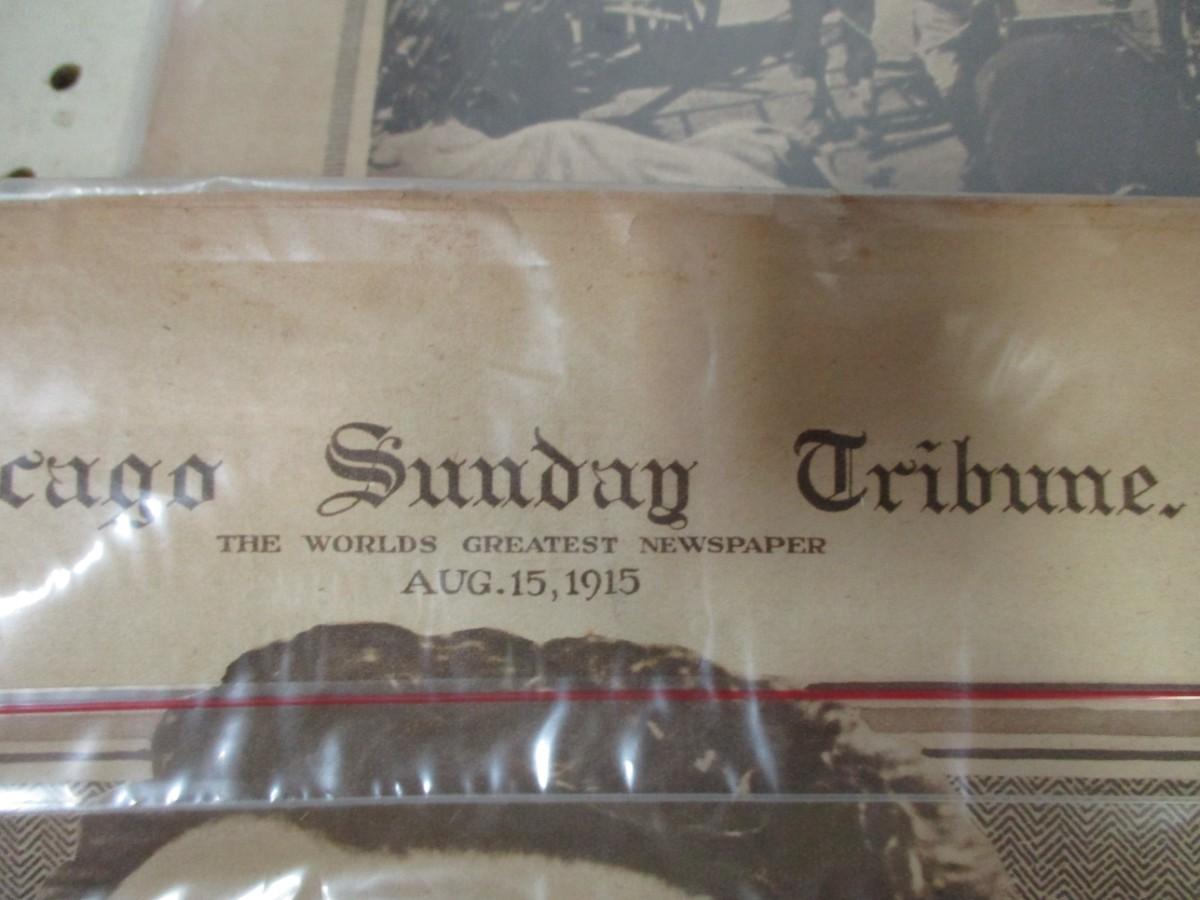 cago Sunday Tribune.
THE WORLDS GREATEST NEWSPAPER
AUG. 15, 1915